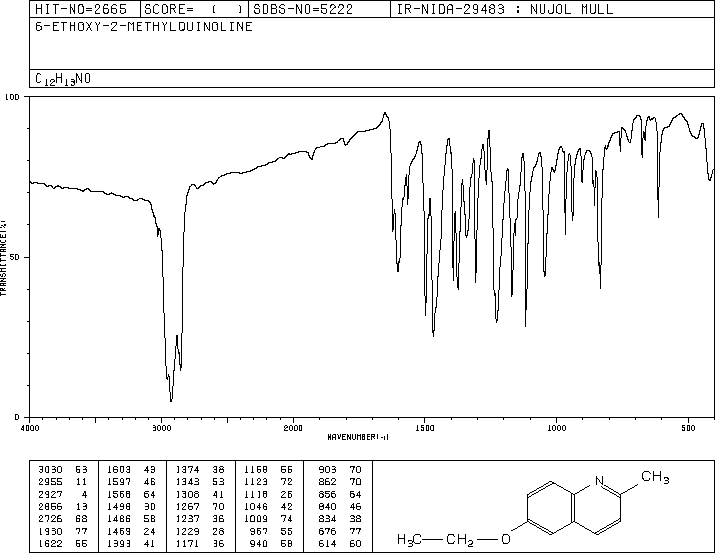 HIT-NO=2665 SCORE= ( ) SDBS-NO=5222 IR-NIDA-29483 : NUJOL MULL
6-ETHOXY-2-METHYLQUINOLINE
C12H13NO
100
50
0
TRANSMITTANCE(%)
4000 3000 2000 1500 1000 500
WAVENUMBER(-1)
3030 53 1603 43 1374 38 1158 55 903 70
2955 11 1597 46 1343 53 1123 72 862 70
2927 4 1568 64 1308 41 1118 26 856 64
2866 13 1498 30 1267 70 1046 42 840 46
2726 68 1486 58 1237 36 1009 74 834 38
1930 77 1469 24 1229 28 967 55 676 77
1622 55 1393 41 1171 36 940 58 614 60
N
CH3
H3C CH2 O